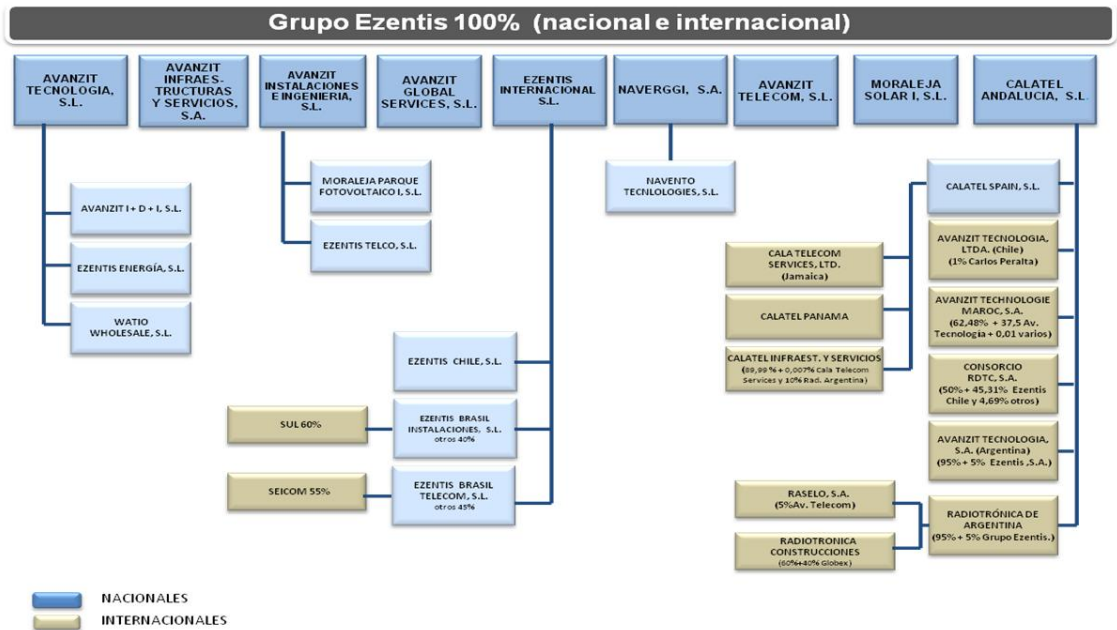 Grupo Ezentis 100% (nacional e internacional)
AVANZIT
TECNOLOGIA,
S.L.
AVANZIT
INFRAES-
TRUCTURAS
Y SERVICIOS,
S.A.
AVANZIT
INSTALACIONES
E INGENIERIA,
S.L.
AVANZIT
GLOBAL
SERVICES, S.L.
EZENTIS
INTERNACIONAL
S.L.
NAVERGGI, S.A.
AVANZIT
TELECOM, S.L.
MORALEJA
SOLAR I, S.L.
CALATEL
ANDALUCIA, S.L.
AVANZIT I + D + I, S.L.
EZENTIS ENERGÍA, S.L.
WATIO
WHOLESALE, S.L.
MORALEJA PARQUE
FOTOVOLTAICO I, S.L.
EZENTIS TELCO, S.L.
EZENTIS CHILE, S.L.
EZENTIS BRASIL
INSTALACIONES, S.L.
otros 40%
EZENTIS BRASIL
TELECOM, S.L.
otros 45%
SUL 60%
SEICOM 55%
NAVENTO
TECNLOLOGIES, S.L.
CALATEL SPAIN, S.L.
CALA TELECOM
SERVICES, LTD.
(Jamaica)
CALATEL PANAMA
CALATEL INFRAEST. Y SERVICIOS
(89,99 % + 0,007% Cala Telecom
Services y 10% Rad. Argentina)
AVANZIT TECNOLOGIA,
LTDA. (Chile)
(1% Carlos Peralta)
AVANZIT TECHNOLOGIE
MAROC, S.A.
(62,48% + 37,5 Av.
Tecnología + 0,01 varios)
CONSORCIO
RDTC, S.A.
(50% + 45,31% Ezentis
Chile y 4,69% otros)
AVANZIT TECNOLOGIA,
S.A. (Argentina)
(95% + 5% Ezentis ,S.A.)
RADIOTRÓNICA DE
ARGENTINA
(95% + 5% Grupo Ezentis.)
RASELO, S.A.
(5%Av. Telecom)
RADIOTRONICA
CONSTRUCCIONES
(60%+40% Globex)
NACIONALES
INTERNACIONALES